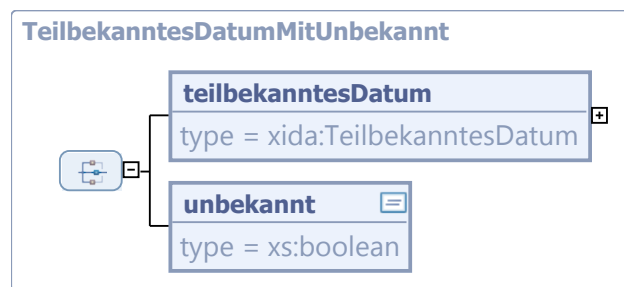 TeilbekanntesDatumMitUnbekannt
teilbekanntesDatum
type = xida:TeilbekanntesDatum
unbekannt
type = xs:boolean